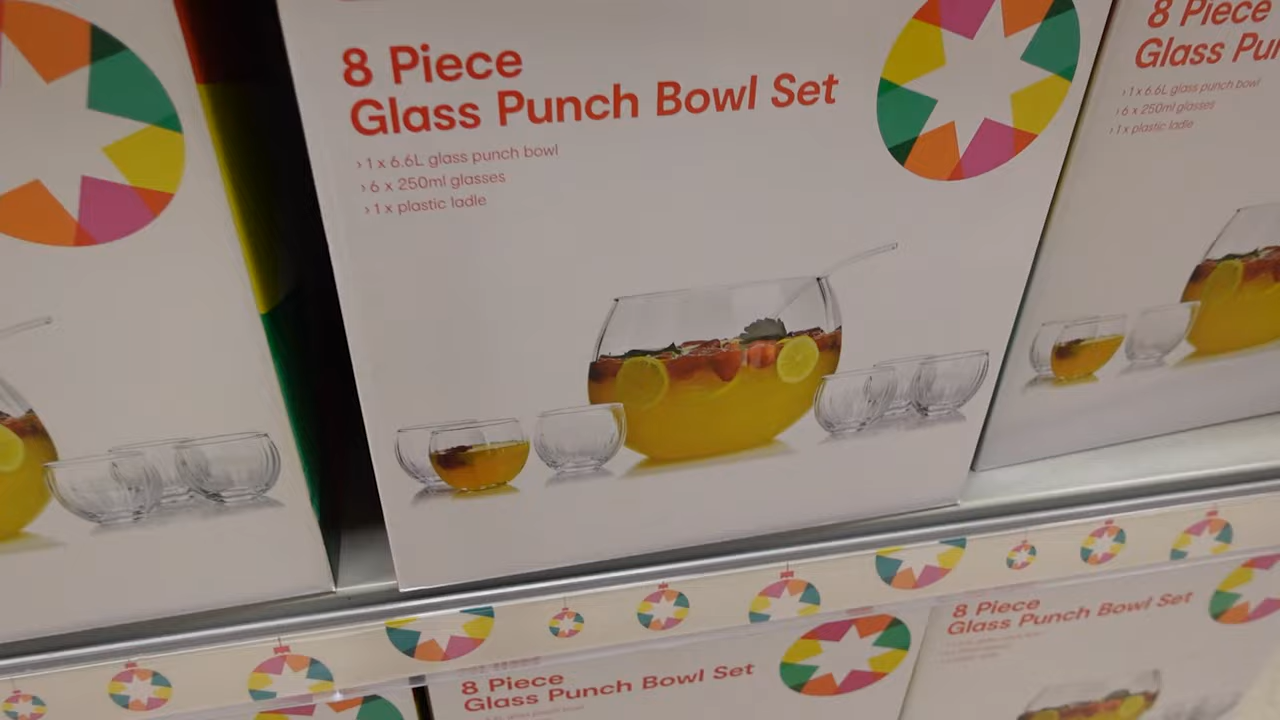 8 Piece
Glass Punch Bowl Set
› 1 x 6.6L glass punch bowl
› 6 x 250ml glasses
› 1 x plastic ladle
8 Piece
Glass Pun
› 1 x 6.6L glass punch bowl
› 6 x 250ml glasses
› 1 x plastic ladle
8 Piece
Glass Punch Bowl Set
8 Piece
Glass Punch Bowl Set